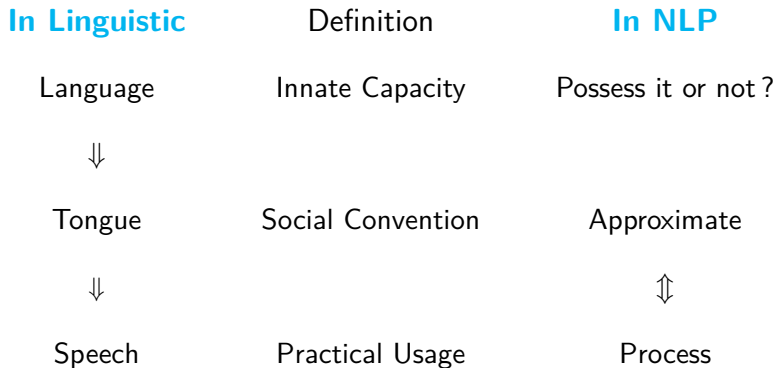 In Linguistic Definition In NLP
Language Innate Capacity Possess it or not ?
⇓
Tongue Social Convention Approximate
⇓ ⇕
Speech Practical Usage Process